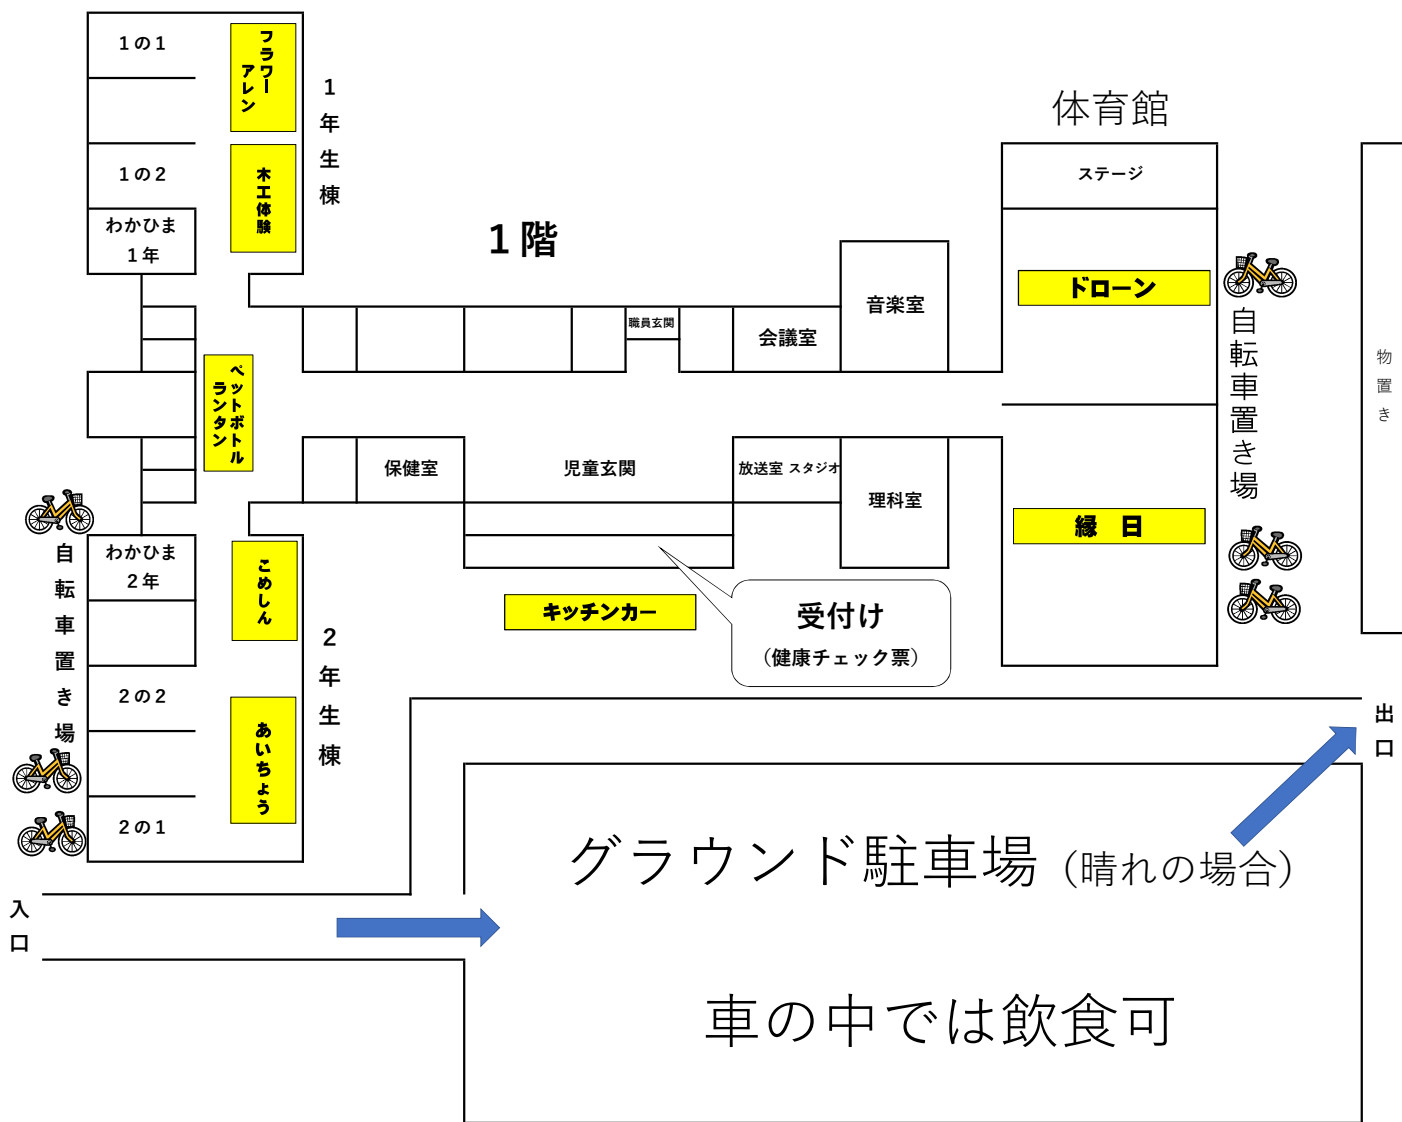 1の1
フラワー
アレン
1年生棟
1の2
木工体験
わかひま
1年
1階
体育館
ステージ
ドローン
自転車置き場
物置き
音楽室
職員玄関
会議室
ペットボトル
ランタン
保健室
児童玄関
放送室 スタジオ
理科室
縁 日
自転車置き場
わかひま
2年
こめしん
2年生棟
2の2
あいちょう
2の1
キッチンカー
受付け
（健康チェック票）
出口
グラウンド駐車場（晴れの場合）
入口
車の中では飲食可